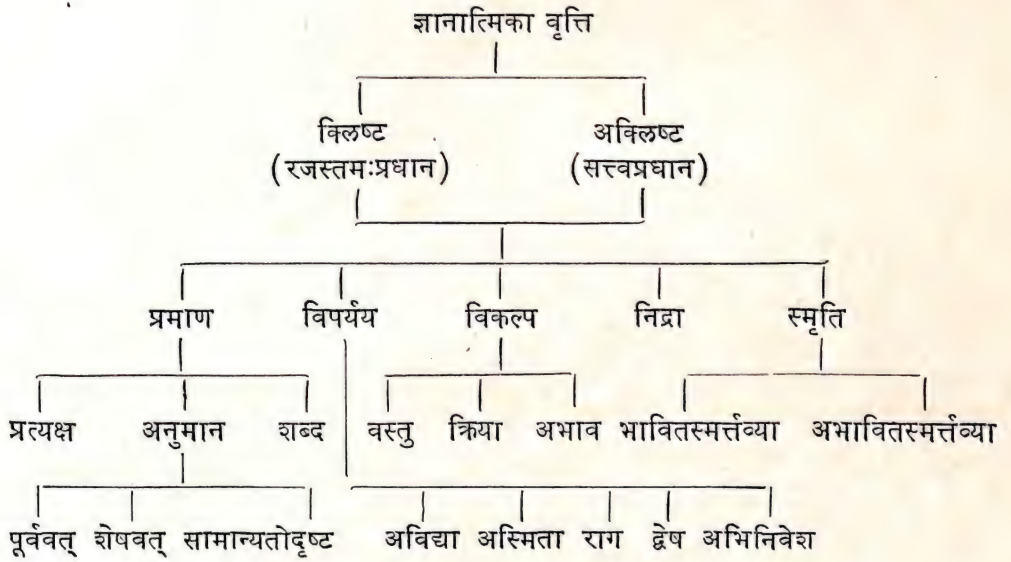 ज्ञानात्मिका वृत्ति
क्लिष्ट अक्लिष्ट
(रजस्तमःप्रधान) (सत्त्वप्रधान)
प्रमाण विपर्यय विकल्प निद्रा स्मृति
प्रत्यक्ष अनुमान शब्द वस्तु क्रिया अभाव भावितस्मर्त्तव्या अभावितस्मर्त्तव्या
पूर्ववत् शेषवत् सामान्यतोदृष्ट अविद्या अस्मिता राग द्वेष अभिनिवेश